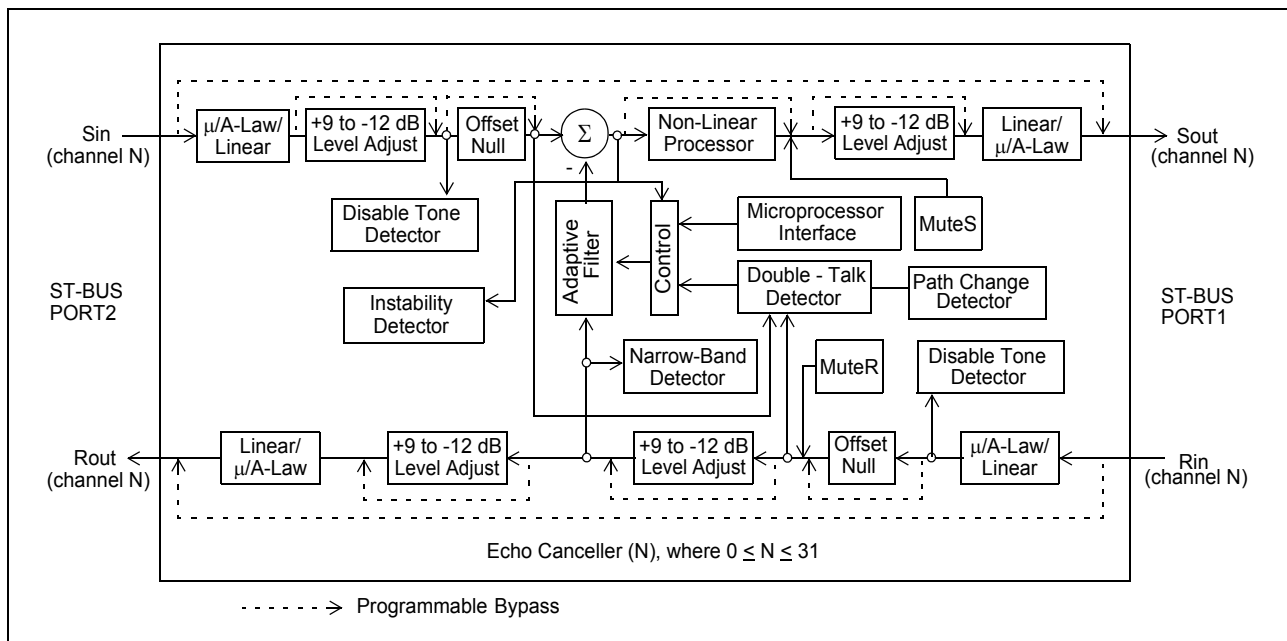 Sin
(channel N)
μ/A-Law/
Linear
+9 to -12 dB
Level Adjust
Offset
Null
Σ
-
Non-Linear
Processor
+9 to -12 dB
Level Adjust
Linear/
μ/A-Law
Sout
(channel N)
Disable Tone
Detector
Adaptive
Filter
Control
Microprocessor
Interface
MuteS
ST-BUS
PORT2
Instability
Detector
Double - Talk
Detector
Path Change
Detector
ST-BUS
PORT1
Narrow-Band
Detector
MuteR
Disable Tone
Detector
Rout
(channel N)
Linear/
μ/A-Law
+9 to -12 dB
Level Adjust
+9 to -12 dB
Level Adjust
Offset
Null
μ/A-Law/
Linear
Rin
(channel N)
Echo Canceller (N), where 0 ≤ N ≤ 31
Programmable Bypass